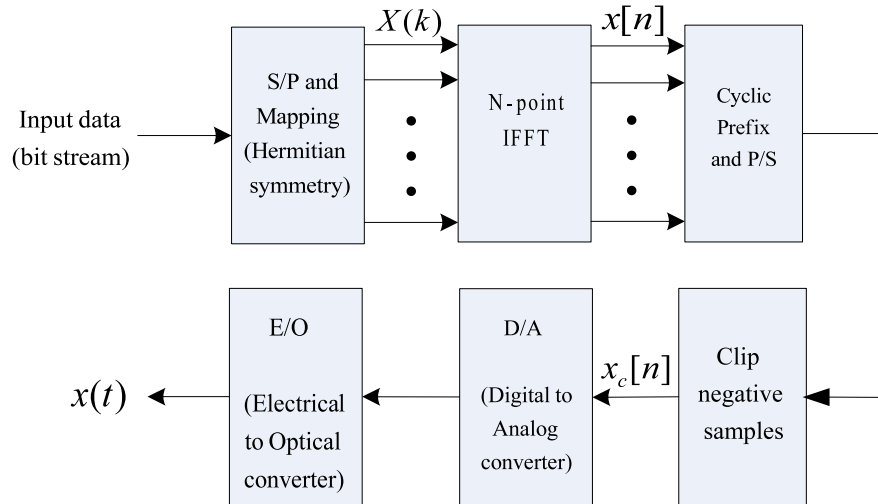 X(k)
x[n]
S/P and
Mapping
(Hermitian
symmetry)
N-point
IFFT
Cyclic
Prefix
and P/S
Input data
(bit stream)
E/O
(Electrical
to Optical
converter)
D/A
(Digital to
Analog
converter)
x_c[n]
Clip
negative
samples
x(t)